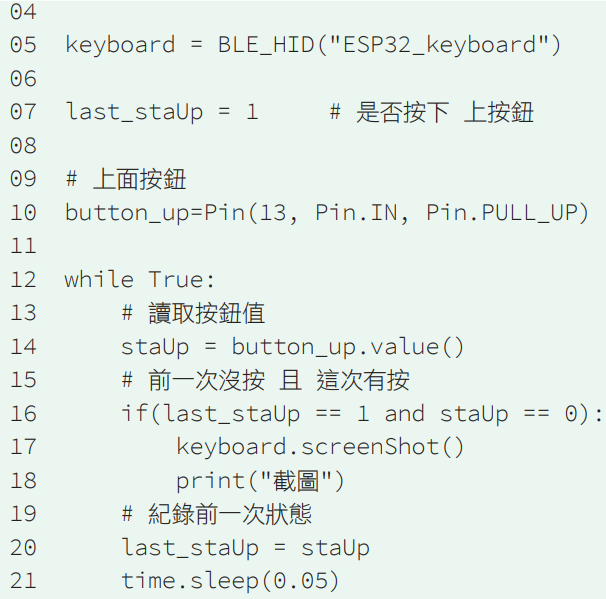 04
05  keyboard = BLE_HID("ESP32_keyboard")
06
07  last_staUp = 1     # 是否按下 上按鈕
08
09  # 上面按鈕
10  button_up=Pin(13, Pin.IN, Pin.PULL_UP)
11
12  while True:
13      # 讀取按鈕值
14      staUp = button_up.value()
15      # 前一次沒按 且 這次有按
16      if(last_staUp == 1 and staUp == 0):
17          keyboard.screenShot()
18          print("截圖")
19      # 紀錄前一次狀態
20      last_staUp = staUp
21      time.sleep(0.05)